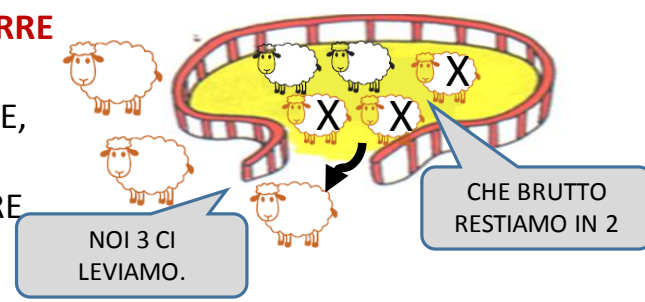 RRE
E,
RE
X
X X
NOI 3 CI
LEVIAMO.
CHE BRUTTO
RESTIAMO IN 2